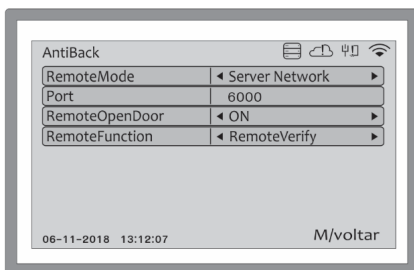 AntiBack
RemoteMode ◄ Server Network ►
Port 6000
RemoteOpenDoor ◄ ON ►
RemoteFunction ◄ RemoteVerify ►
06-11-2018 13:12:07 M/voltar